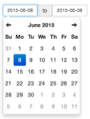 2015-06-08 to 2015-06-08
June 2015
Su Mo Tu We Th Fr Sa
31 1 2 3 4 5 6
7 8 9 10 11 12 13
14 15 16 17 18 19 20
21 22 23 24 25 26 27
28 29 30 1 2 3 4
5 6 7 8 9 10 11